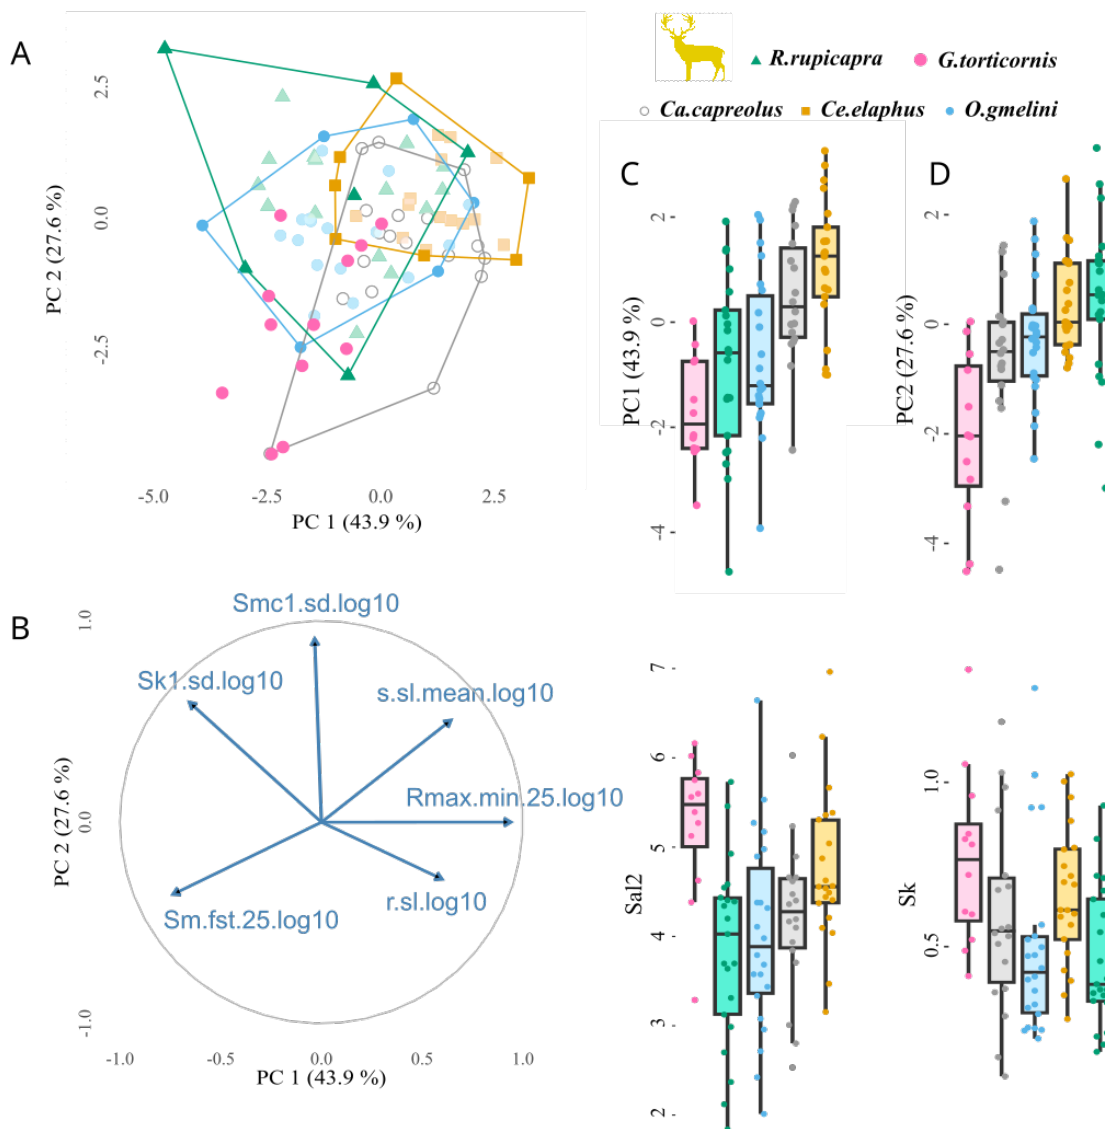 A
R.rupicapra
G.torticornis
Ca.capreolus
Ce.elaphus
O.gmelini
PC 2 (27.6 %)
2.5
0.0
-2.5
-5.0
-2.5
0.0
2.5
PC 1 (43.9 %)
C
PC1 (43.9 %)
2
0
-2
-4
D
PC2 (27.6 %)
2
0
-2
-4
B
PC 2 (27.6 %)
1.0
0.0
-1.0
Smc1.sd.log10
Sk1.sd.log10
s.sl.mean.log10
Rmax.min.25.log10
r.sl.log10
Sm.fst.25.log10
-1.0
-0.5
0.0
0.5
1.0
PC 1 (43.9 %)
Sal2
7
6
5
4
3
2
Sk
1.0
0.5